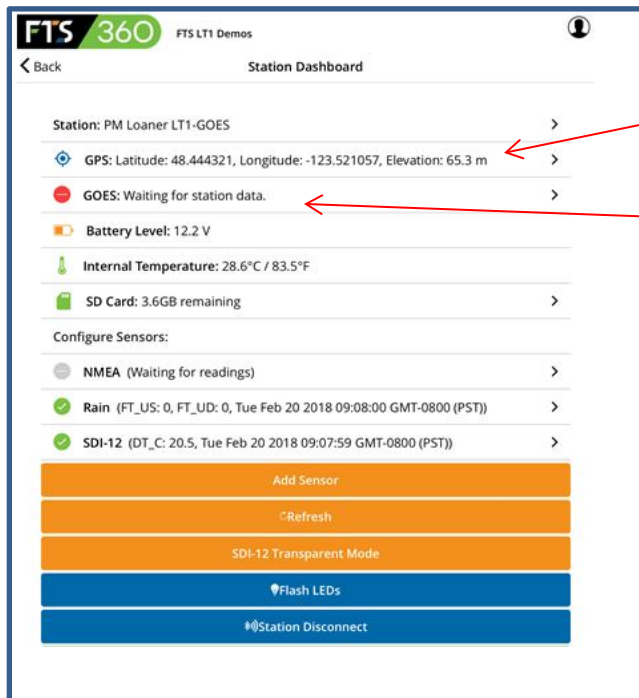 FTS 360 FTS LT1 Demos
Back Station Dashboard
Station: PM Loaner LT1-GOES
GPS: Latitude: 48.444321, Longitude: -123.521057, Elevation: 65.3 m
GOES: Waiting for station data.
Battery Level: 12.2 V
Internal Temperature: 28.6°C / 83.5°F
SD Card: 3.6GB remaining
Configure Sensors:
NMEA (Waiting for readings)
Rain (FT_US: 0, FT_UD: 0, Tue Feb 20 2018 09:08:00 GMT-0800 (PST))
SDI-12 (DT_C: 20.5, Tue Feb 20 2018 09:07:59 GMT-0800 (PST))
Add Sensor
Refresh
SDI-12 Transparent Mode
Flash LEDs
Station Disconnect